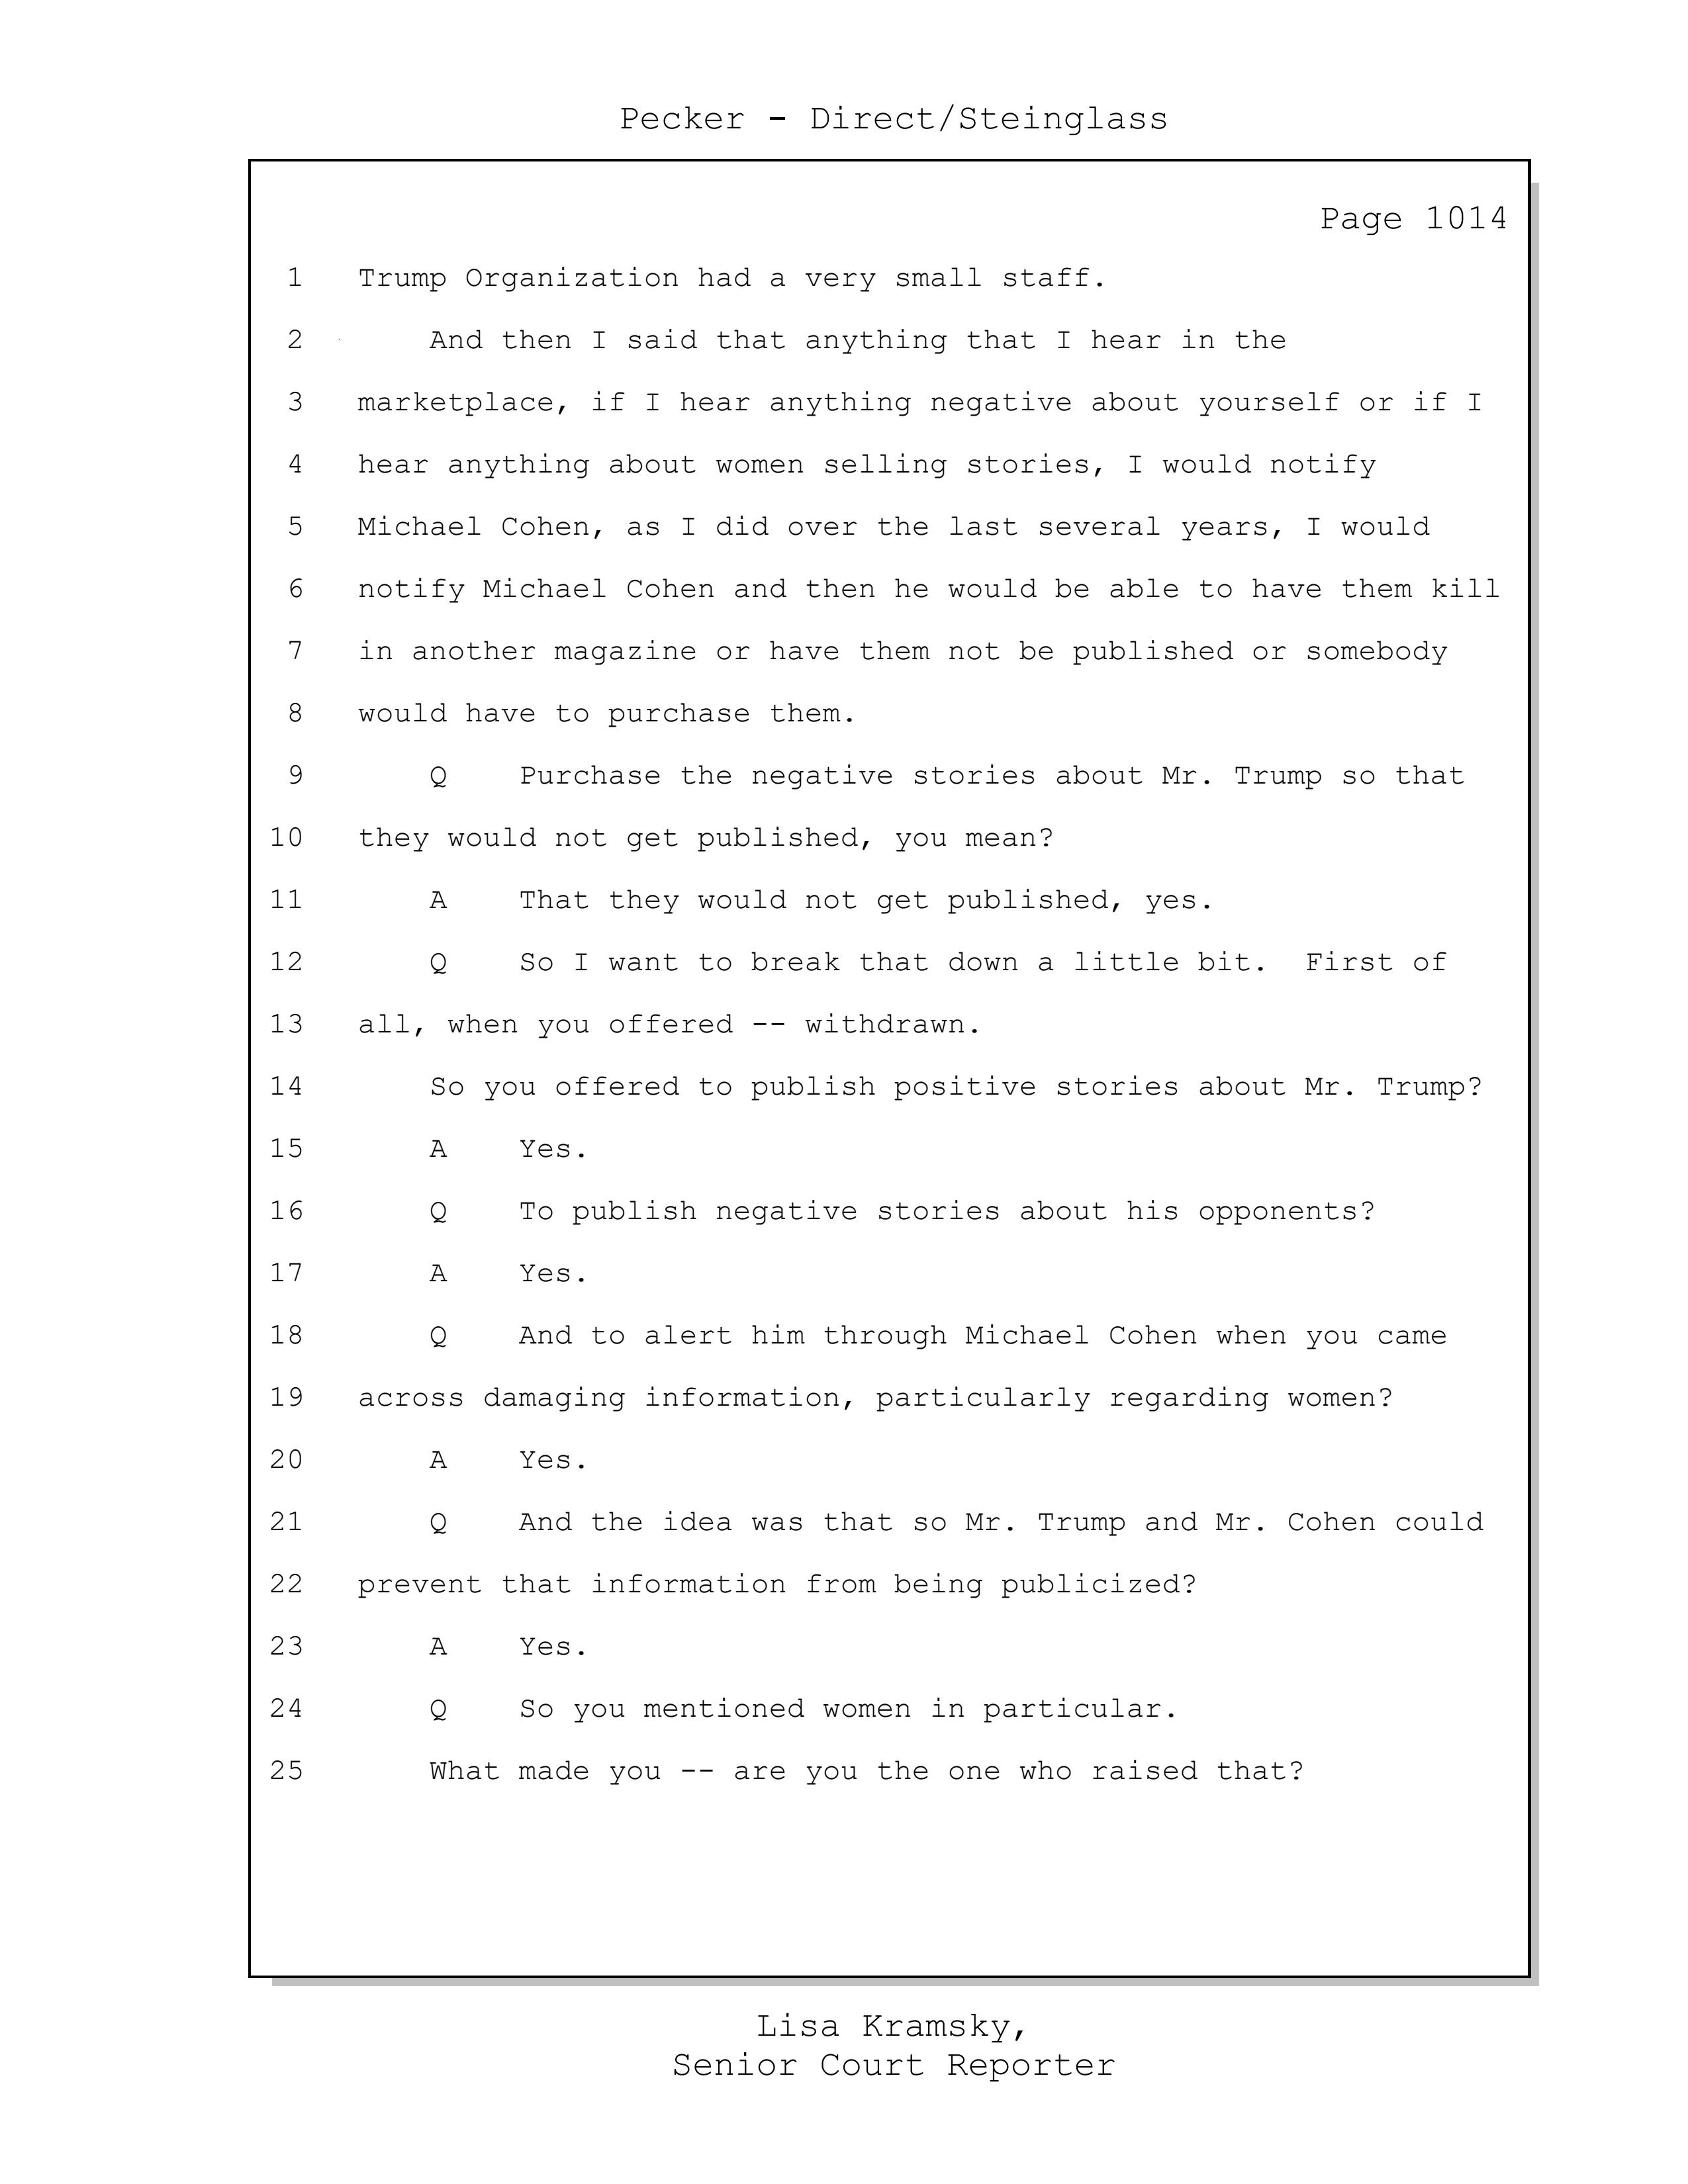 Pecker - Direct/Steinglass
Page 1014
1 Trump Organization had a very small staff.
2 And then I said that anything that I hear in the
3 marketplace, if I hear anything negative about yourself or if I
4 hear anything about women selling stories, I would notify
5 Michael Cohen, as I did over the last several years, I would
6 notify Michael Cohen and then he would be able to have them kill
7 in another magazine or have them not be published or somebody
8 would have to purchase them.
9 Q Purchase the negative stories about Mr. Trump so that
10 they would not get published, you mean?
11 A That they would not get published, yes.
12 Q So I want to break that down a little bit. First of
13 all, when you offered -- withdrawn.
14 So you offered to publish positive stories about Mr. Trump?
15 A Yes.
16 Q To publish negative stories about his opponents?
17 A Yes.
18 Q And to alert him through Michael Cohen when you came
19 across damaging information, particularly regarding women?
20 A Yes.
21 Q And the idea was that so Mr. Trump and Mr. Cohen could
22 prevent that information from being publicized?
23 A Yes.
24 Q So you mentioned women in particular.
25 What made you -- are you the one who raised that?
Lisa Kramsky,
Senior Court Reporter